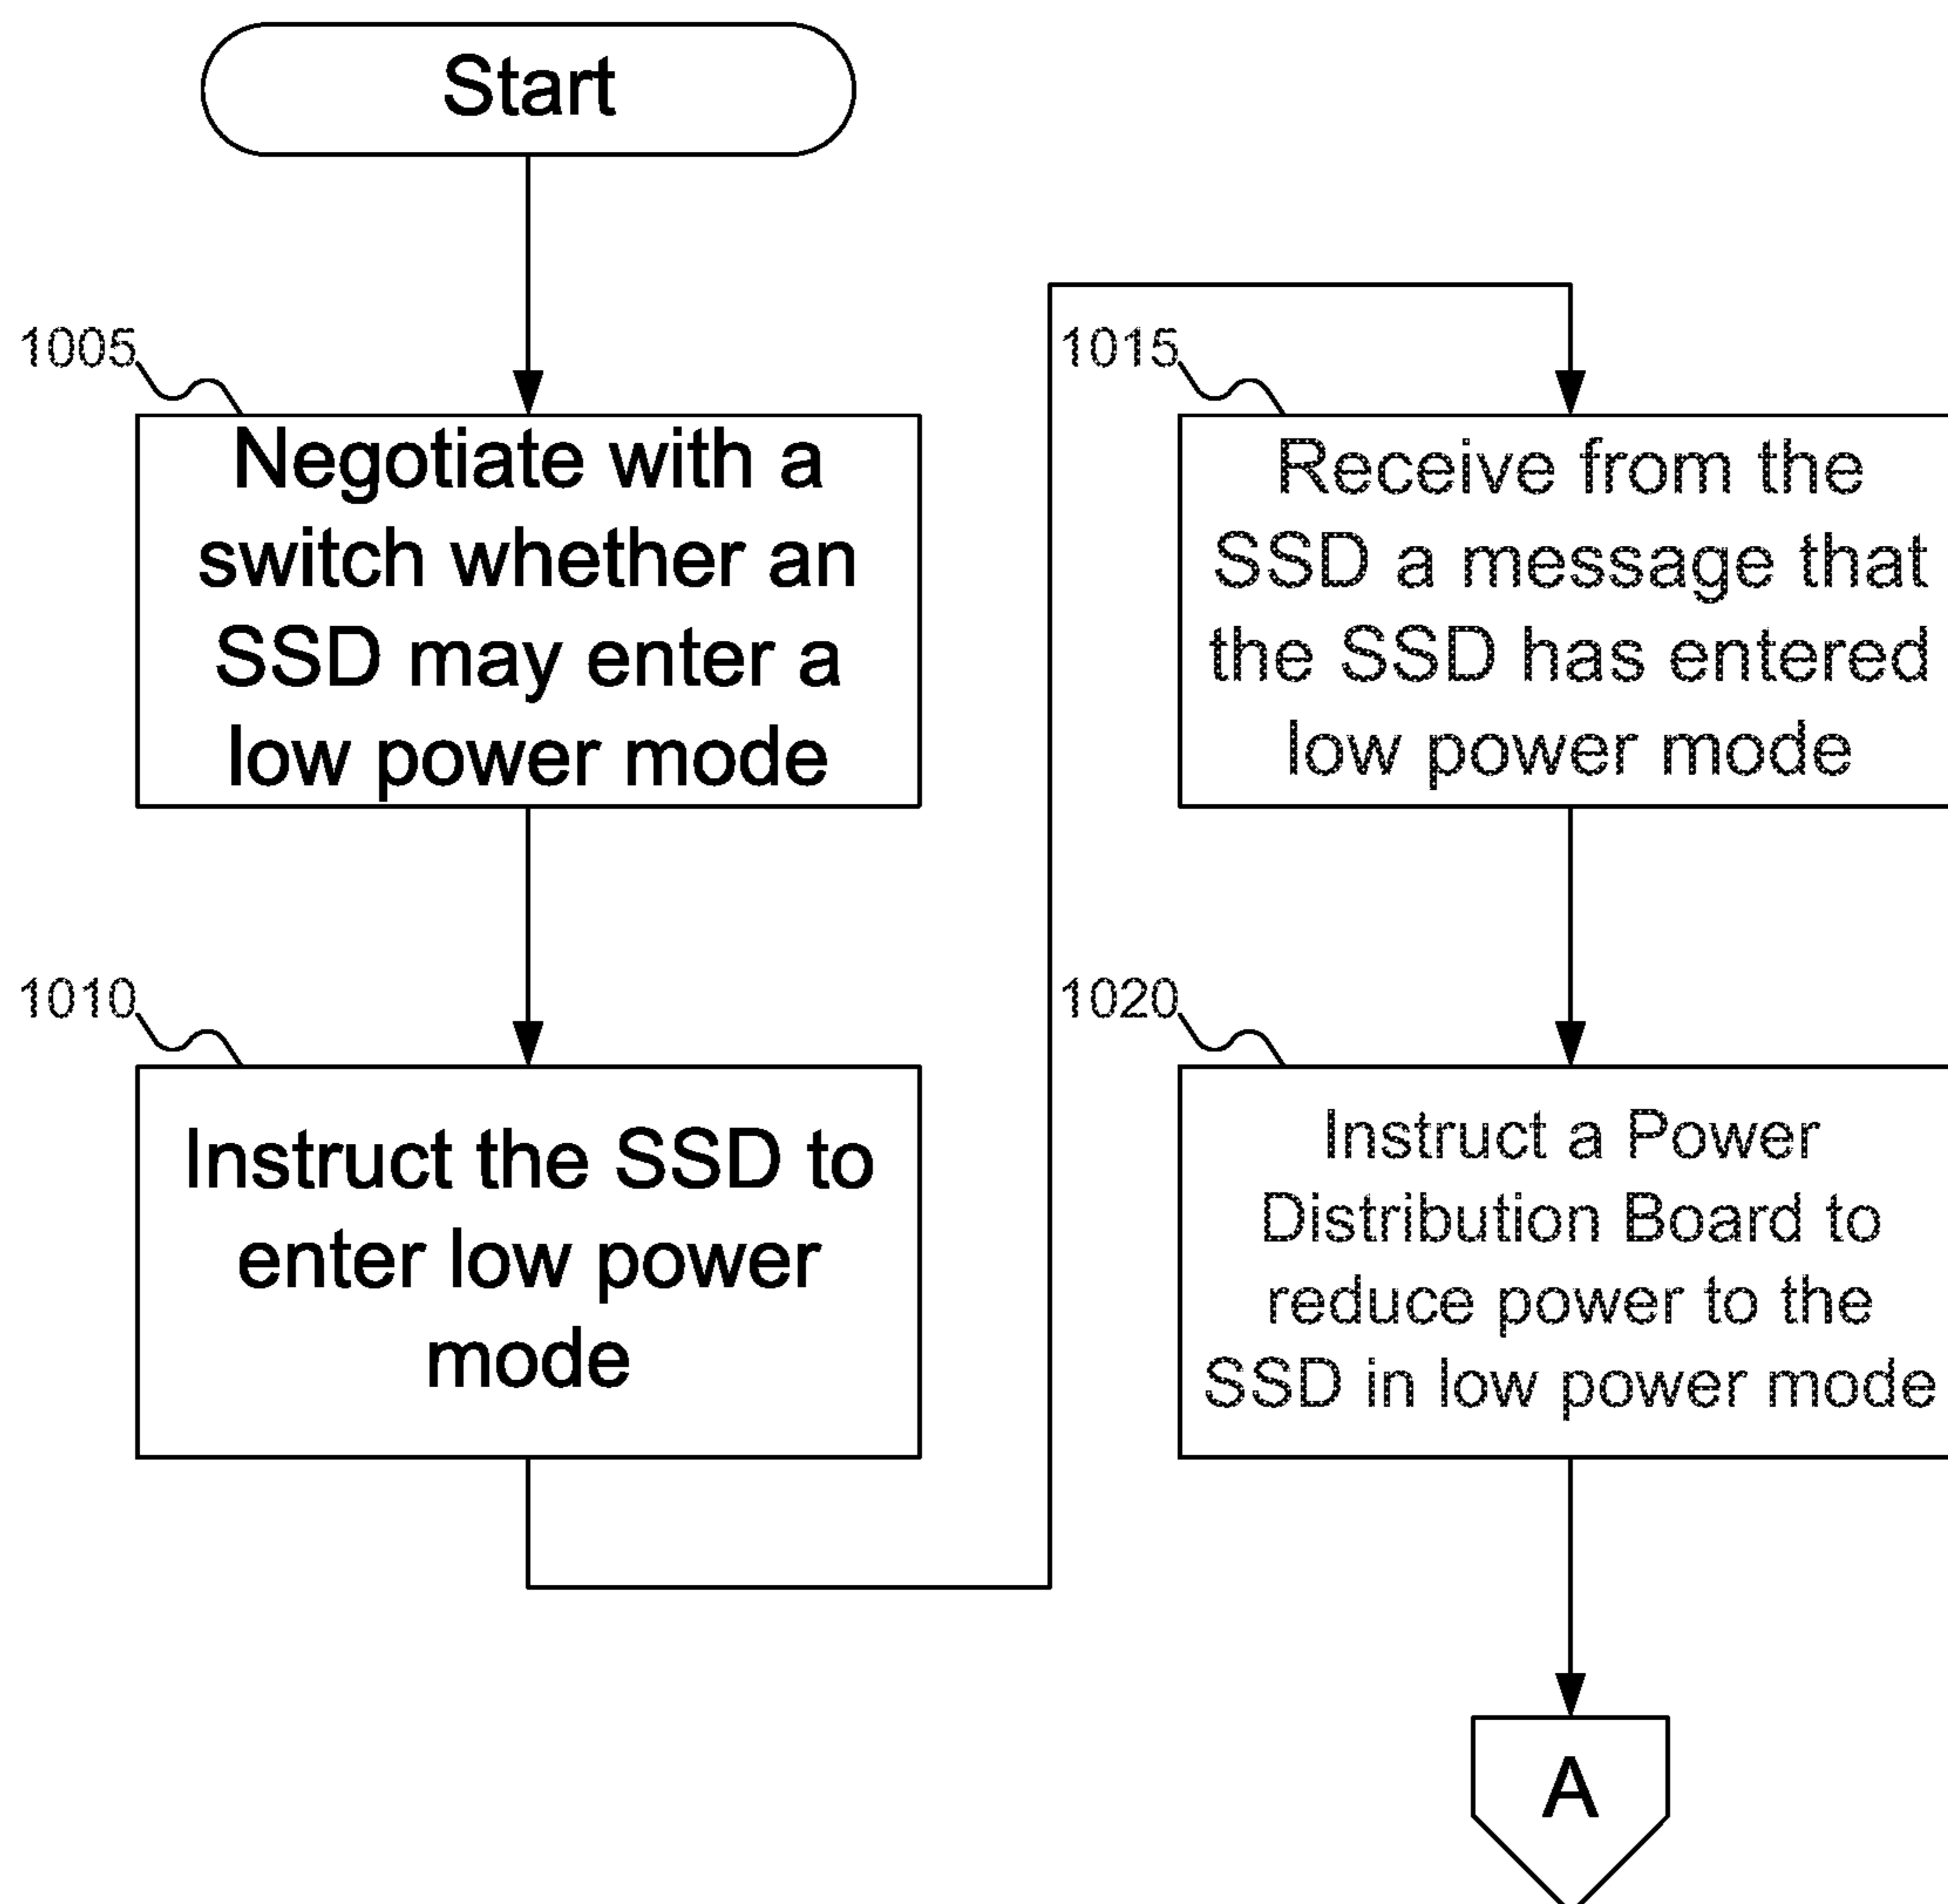 Start
1005
Negotiate with a
switch whether an
SSD may enter a
low power mode
1010
Instruct the SSD to
enter low power
mode
1015
Receive from the
SSD a message that
the SSD has entered
low power mode
1020
Instruct a Power
Distribution Board to
reduce power to the
SSD in low power mode
A